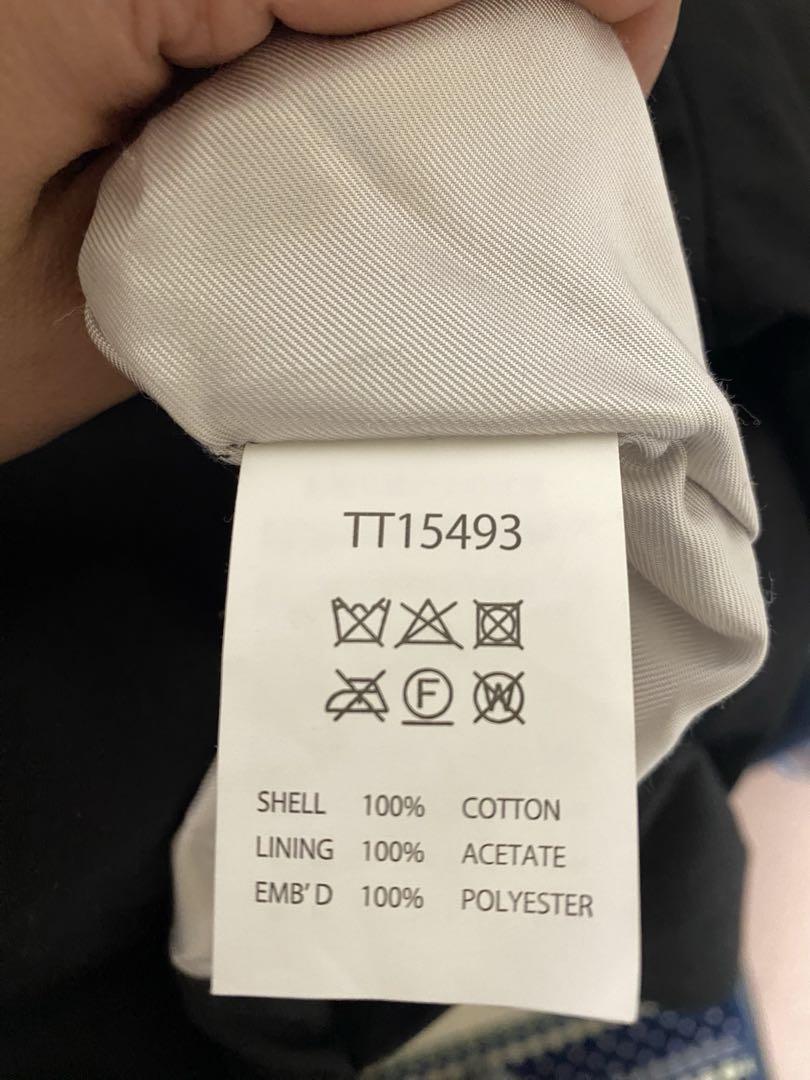 TT15493
F W
SHELL 100% COTTON
LINING 100% ACETATE
EMB'D 100% POLYESTER